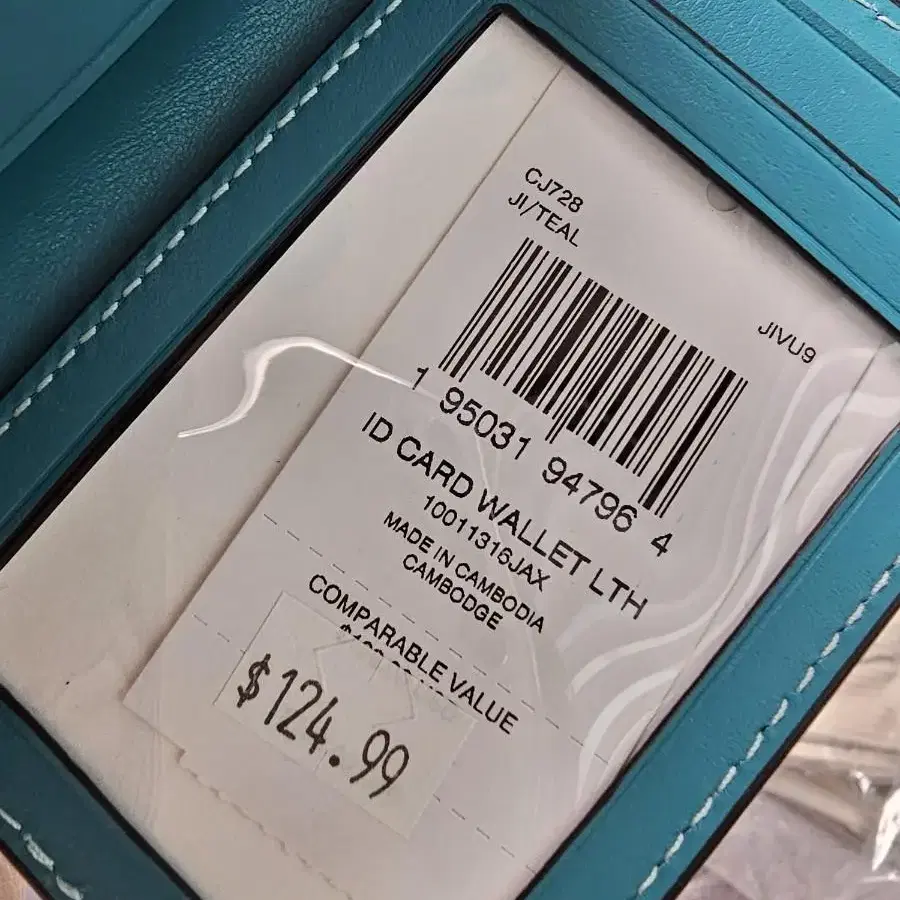 CJ728
JI/TEAL
JIVU9
1 95031 94796 4
ID CARD WALLET LTH
10011316JAX
MADE IN CAMBODIA
CAMBODGE
COMPARABLE VALUE
$124.99